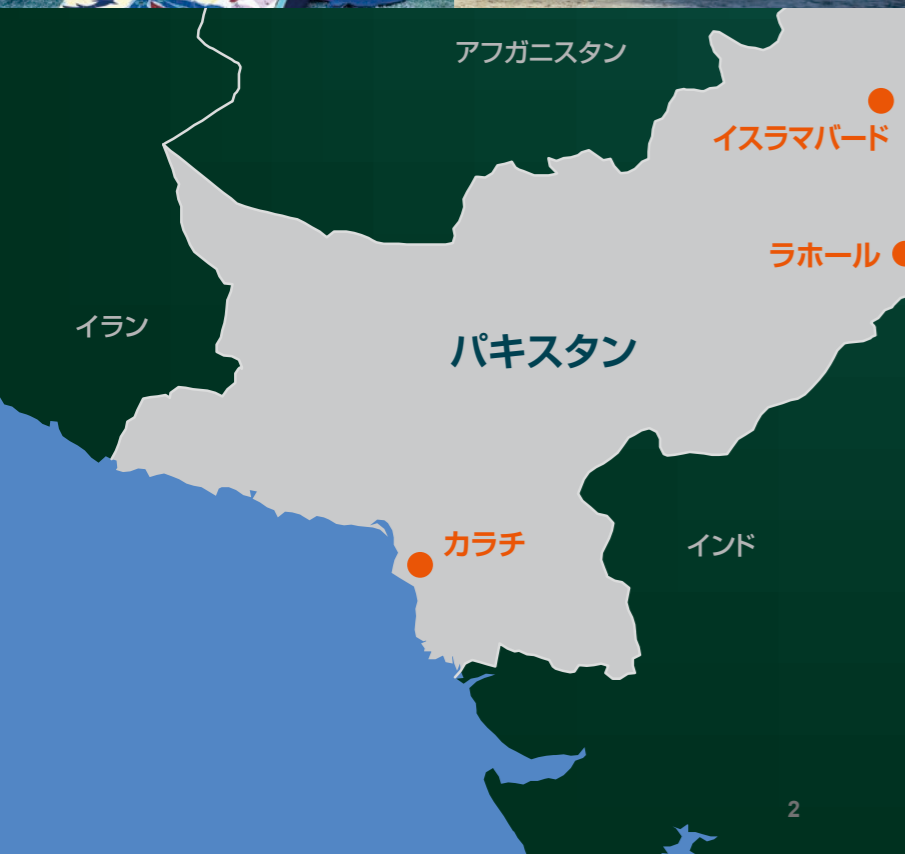 アフガニスタン
イスラマバード
ラホール
イラン
パキスタン
カラチ
インド
2